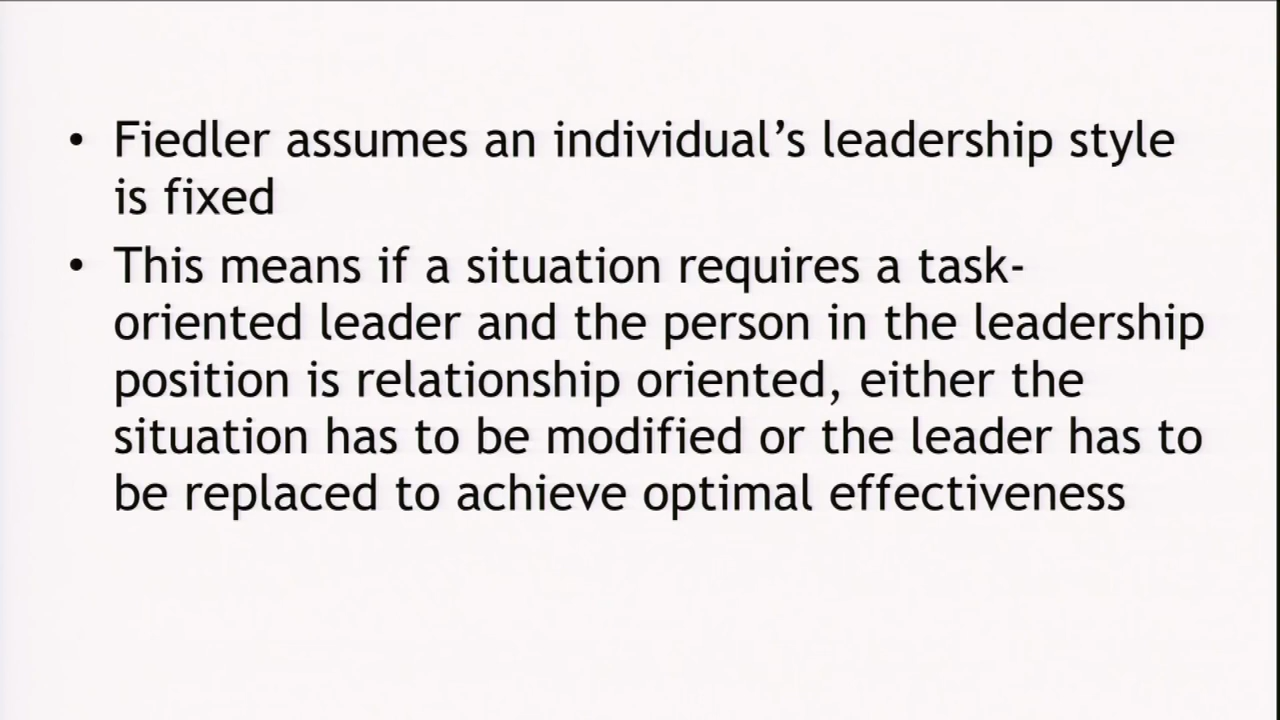 • Fiedler assumes an individual’s leadership style
is fixed
• This means if a situation requires a task-
oriented leader and the person in the leadership
position is relationship oriented, either the
situation has to be modified or the leader has to
be replaced to achieve optimal effectiveness